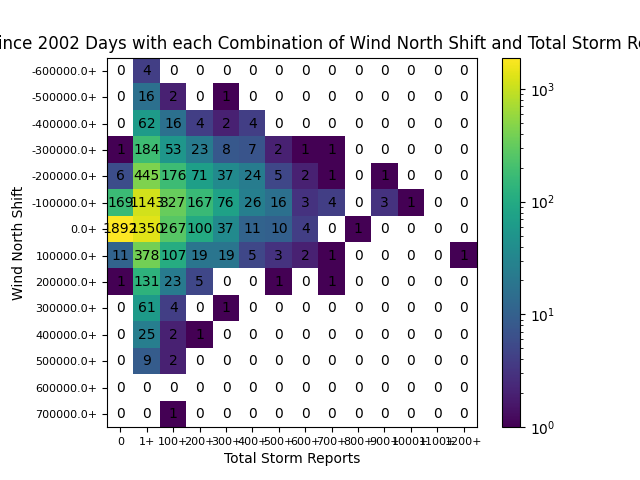 ince 2002 Days with each Combination of Wind North Shift and Total Storm Re
-600000.0+ 0 4 0 0 0 0 0 0 0 0 0 0 0 0
-500000.0+ 0 16 2 0 1 0 0 0 0 0 0 0 0 0
-400000.0+ 0 62 16 4 2 4 0 0 0 0 0 0 0 0
-300000.0+ 1 184 53 23 8 7 2 1 1 0 0 0 0 0
-200000.0+ 6 445 176 71 37 24 5 2 1 0 1 0 0 0
-100000.0+ 169 1143 327 167 76 26 16 3 4 0 3 1 0 0
0.0+ 1892 1350 267 100 37 11 10 4 0 1 0 0 0 0
100000.0+ 11 378 107 19 19 5 3 2 1 0 0 0 0 1
200000.0+ 1 131 23 5 0 0 1 0 1 0 0 0 0 0
300000.0+ 0 61 4 0 1 0 0 0 0 0 0 0 0 0
400000.0+ 0 25 2 1 0 0 0 0 0 0 0 0 0 0
500000.0+ 0 9 2 0 0 0 0 0 0 0 0 0 0 0
600000.0+ 0 0 0 0 0 0 0 0 0 0 0 0 0 0
700000.0+ 0 0 1 0 0 0 0 0 0 0 0 0 0 0
0 1+ 100+ 200+ 300+ 400+ 500+ 600+ 700+ 800+ 900+ 1000+ 1100+ 1200+
Total Storm Reports
Wind North Shift
10³
10²
10¹
10⁰